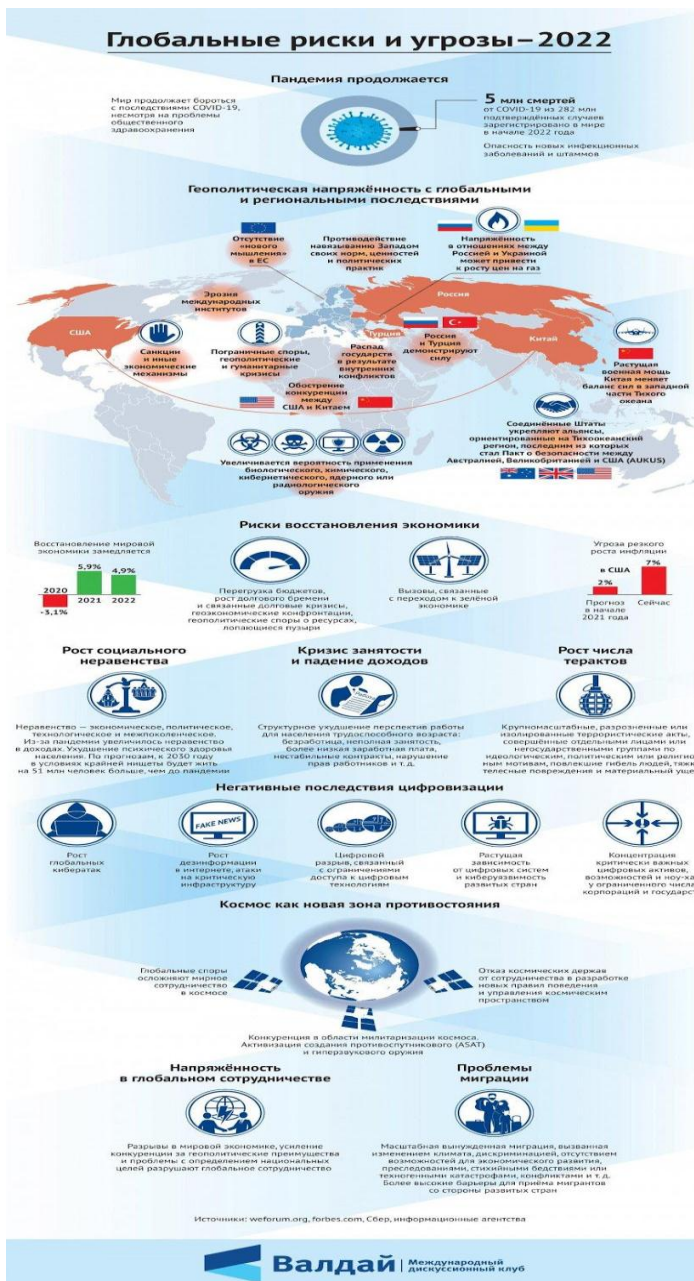 Глобальные риски и угрозы–2022
Пандемия продолжается
Мир продолжает бороться
с последствиями COVID-19,
несмотря на проблемы
общественного
здравоохранения
5 млн смертей
от COVID-19 из 282 млн
подтверждённых случаев
зарегистрировано в мире
в начале 2022 года
Опасность новых инфекционных
заболеваний и штаммов
Геополитическая напряжённость с глобальными
и региональными последствиями
Отсутствие
«нового
мышления»
в ЕС
Противодействие
навязыванию Западом
своих норм, ценностей
и политических
практик
Напряжённость
в отношениях между
Россией и Украиной
может привести
к росту цен на газ
Эрозия
международных
институтов
Россия
США
Турция
Китай
Санкции
и иные
экономические
механизмы
Пограничные споры,
геополитические
и гуманитарные
кризисы
Распад
государств
в результате
внутренних
конфликтов
Россия
и Турция
демонстрируют
силу
Растущая
военная мощь
Китая меняет
баланс сил в западной
части Тихого
океана
Обострение
конкуренции
между
США и Китаем
Соединённые Штаты
укрепляют альянсы,
ориентированные на Тихоокеанский
регион, последним из которых
стал Пакт о безопасности между
Австралией, Великобританией и США (AUKUS)
Увеличивается вероятность применения
биологического, химического,
кибернетического, ядерного или
радиологического
оружия
Риски восстановления экономики
Восстановление мировой
экономики замедляется
2020
-3,1%
5,9%
2021
4,9%
2022
Перегрузка бюджетов,
рост долгового бремени
и связанные долговые кризисы,
геоэкономические конфронтации,
геополитические споры о ресурсах,
лопающиеся пузыри
Вызовы, связанные
с переходом к зелёной
экономике
Угроза резкого
роста инфляции
в США
2%
7%
Прогноз
в начале
2021 года
Сейчас
Рост социального
неравенства
Неравенство — экономическое, политическое,
технологическое и межпоколенческое.
Из-за пандемии увеличилось неравенство
в доходах. Ухудшение психического здоровья
населения. По прогнозам, к 2030 году
в условиях крайней нищеты будет жить
на 51 млн человек больше, чем до пандемии
Кризис занятости
и падение доходов
Структурное ухудшение перспектив работы
для населения трудоспособного возраста:
безработица, неполная занятость,
более низкая заработная плата,
нестабильные контракты, нарушение
прав работников и т. д.
Рост числа
терактов
Крупномасштабные, разрозненные или
изолированные террористические акты,
совершённые отдельными лицами или
негосударственными группами по
идеологическим, политическим или религио
ным мотивам, повлекшие гибель людей, тяж
телесные повреждения и материальный уще
Негативные последствия цифровизации
Рост
глобальных
кибератак
FAKE NEWS
Рост
дезинформации
в интернете, атаки
на критическую
инфраструктуру
Цифровой
разрыв, связанный
с ограничениями
доступа к цифровым
технологиям
Растущая
зависимость
от цифровых систем
и киберуязвимость
развитых стран
Концентрация
критически важных
цифровых активов,
возможностей и ноу-ха
у ограниченного числа
корпораций и государст
Космос как новая зона противостояния
Глобальные споры
осложняют мирное
сотрудничество
в космосе
Отказ космических держав
от сотрудничества в разработке
новых правил поведения
и управления космическим
пространством
Конкуренция в области милитаризации космоса.
Активизация создания противоспутникового (ASAT)
и гиперзвукового оружия
Напряжённость
в глобальном сотрудничестве
Разрывы в мировой экономике, усиление
конкуренции за геополитические преимущества
и проблемы с определением национальных
целей разрушают глобальное сотрудничество
Проблемы
миграции
Масштабная вынужденная миграция, вызванная
изменением климата, дискриминацией, отсутствием
возможностей для экономического развития,
преследованиями, стихийными бедствиями или
техногенными катастрофами, конфликтами и т. д.
Более высокие барьеры для приёма мигрантов
со стороны развитых стран
Источники: weforum.org, forbes.com, Сбер, информационные агентства
Валдай
Международный
дискуссионный клуб